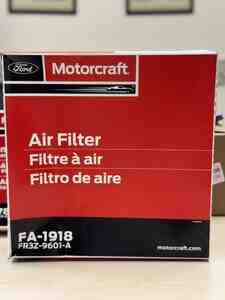 Ford
Motorcraft
Air Filter
Filtre à air
Filtro de aire
FA-1918
FR3Z-9601-A
motorcraft.com